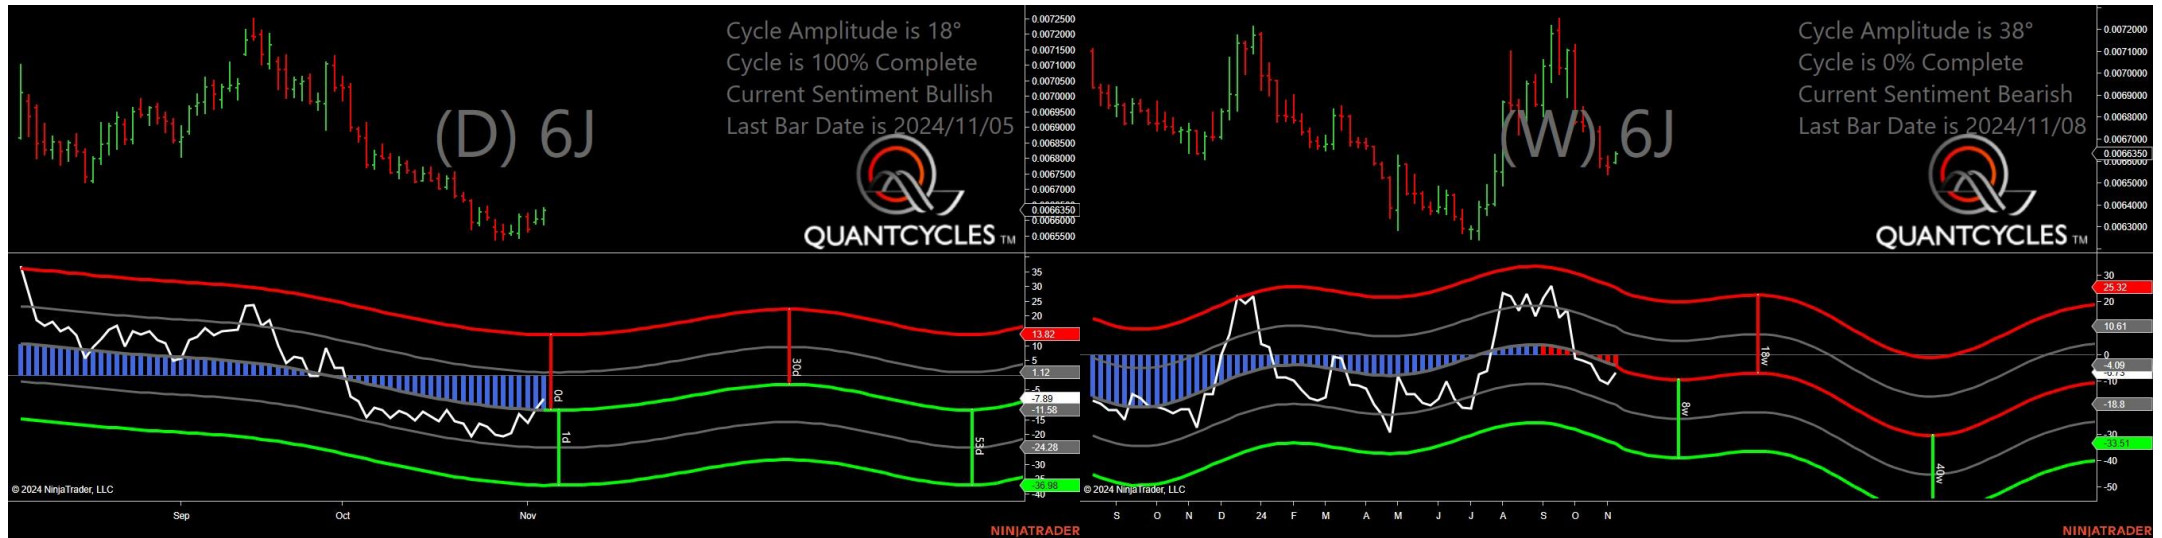 Cycle Amplitude is 18°
Cycle is 100% Complete
Current Sentiment Bullish
Last Bar Date is 2024/11/05
(D) 6J
QUANTCYCLES TM
0.0072500
0.0072000
0.0071500
0.0071000
0.0070500
0.0070000
0.0069500
0.0069000
0.0068500
0.0068000
0.0067500
0.0067000
0.0066350
0.0066000
0.0065500
35
30
25
20
13.82
10
5
1.12
-5
-7.89
-11.58
-15
-20
-24.28
-30
-36.98
-40
0d
1d
30d
53d
© 2024 NinjaTrader, LLC
Sep
Oct
Nov
NINJATRADER
Cycle Amplitude is 38°
Cycle is 0% Complete
Current Sentiment Bearish
Last Bar Date is 2024/11/08
(W) 6J
QUANTCYCLES TM
0.0072000
0.0071000
0.0070000
0.0069000
0.0068000
0.0067000
0.0066350
0.0066000
0.0065000
0.0064000
0.0063000
30
25.32
20
10.61
0
-4.09
-10
-18.8
-30
-33.51
-40
-50
8w
18w
40w
© 2024 NinjaTrader, LLC
S
O
N
D
24
F
M
A
M
J
J
A
S
O
N
NINJATRADER